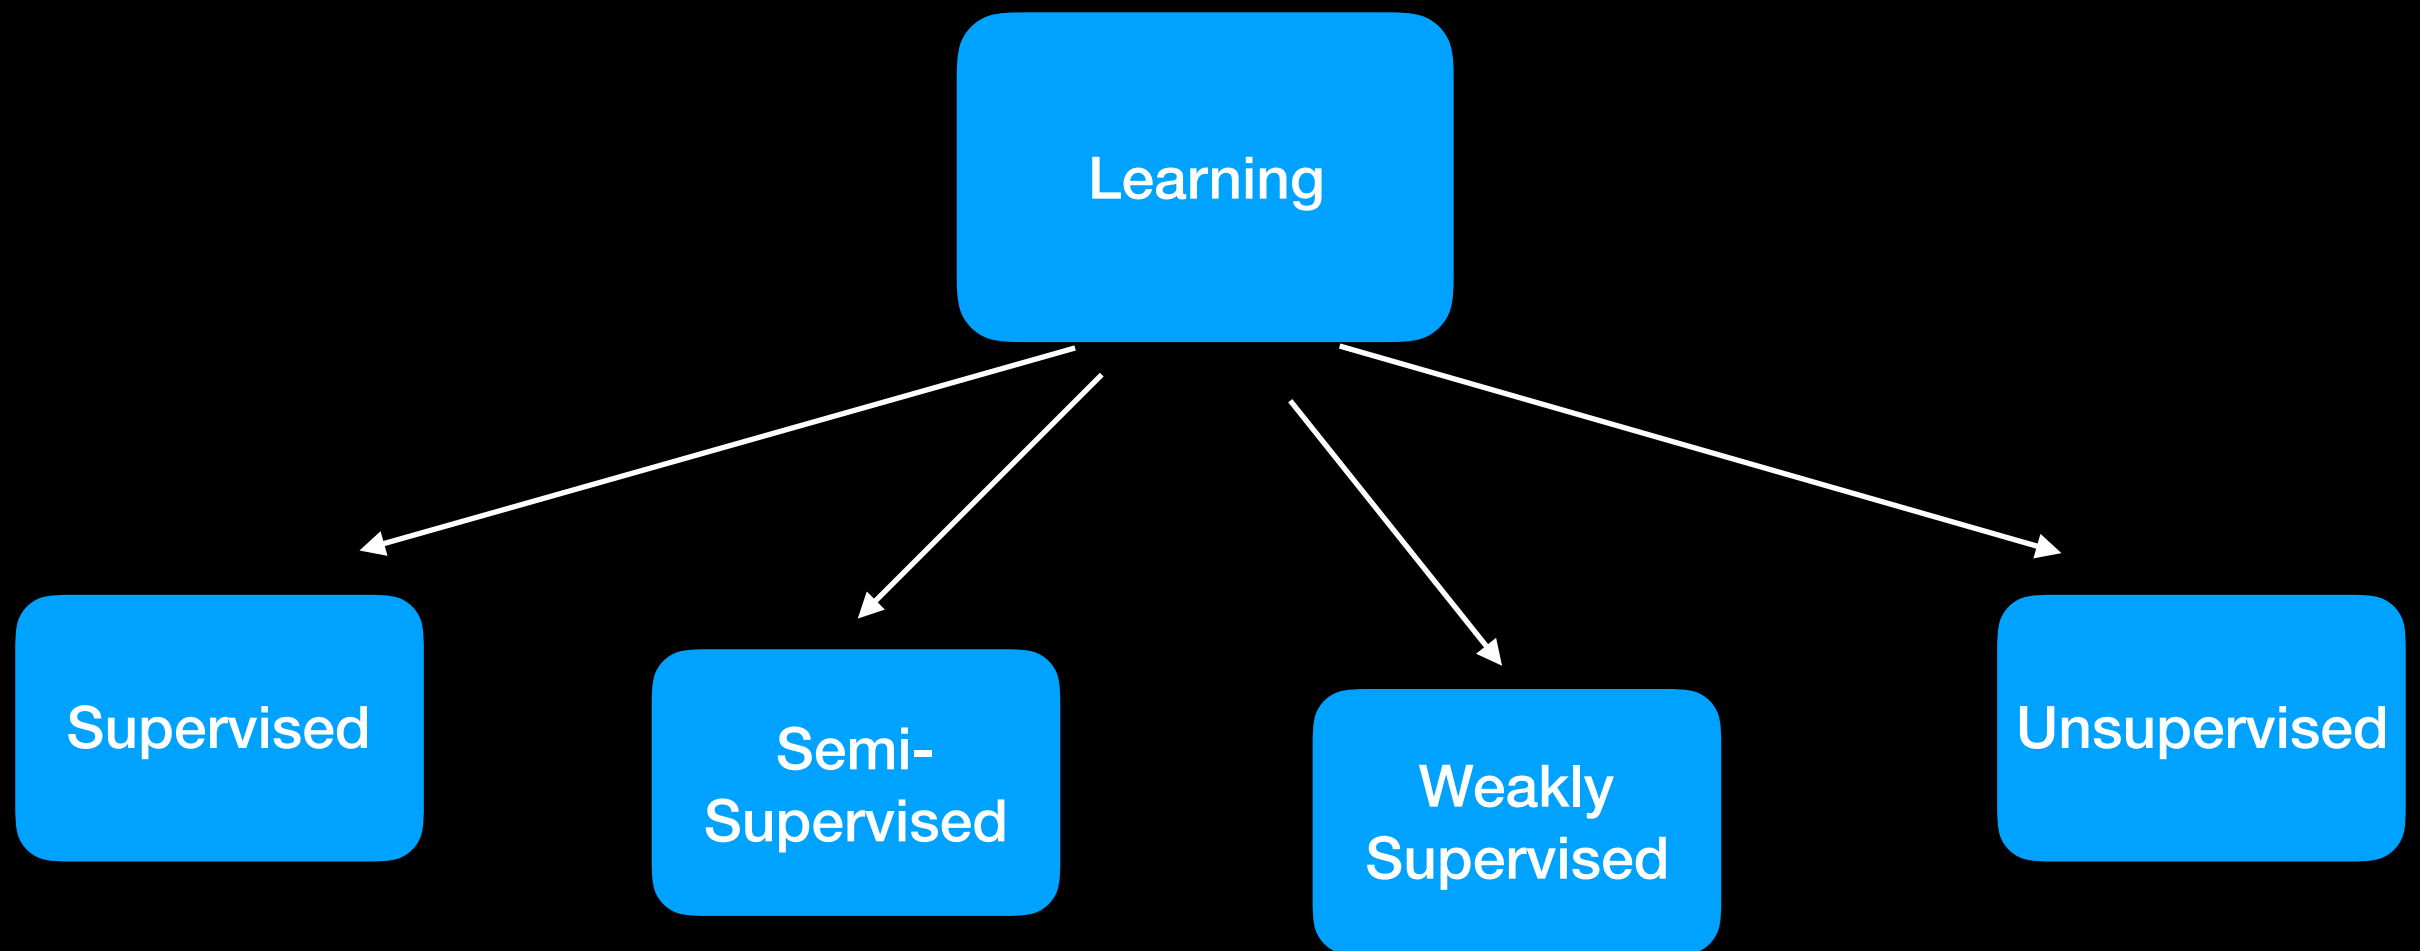 Learning
Supervised
Semi-
Supervised
Weakly
Supervised
Unsupervised